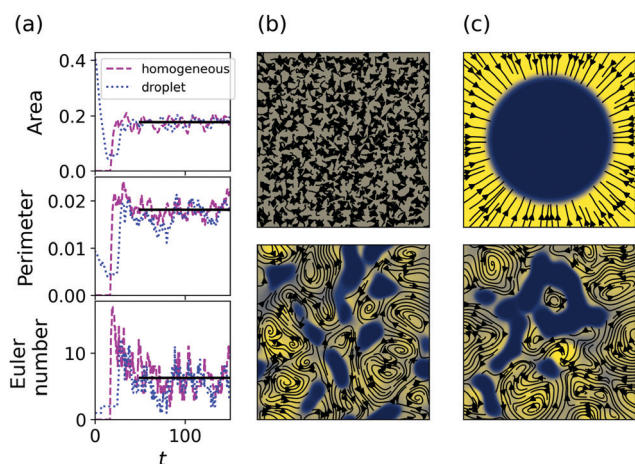 (a)
(b)
(c)
0.4
0.2
0.0
Area
homogeneous
droplet
0.02
0.01
0.00
Perimeter
10
0
Euler
number
0
100
t